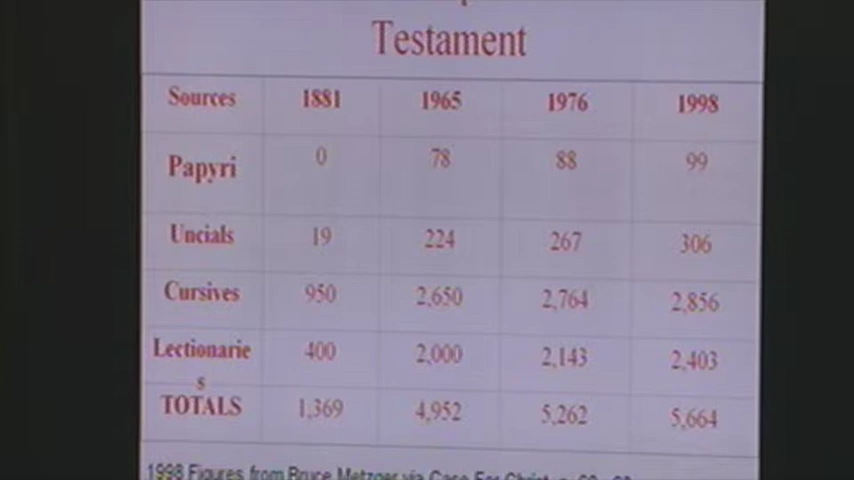 Testament
Sources 1881 1965 1976 1998
Papyri 0 78 88 99
Uncials 19 224 267 306
Cursives 950 2,650 2,764 2,856
Lectionarie 400 2,000 2,143 2,403
s
TOTALS 1,369 4,952 5,262 5,664
1998 Figures from Bruce Metzger via Case For Christ